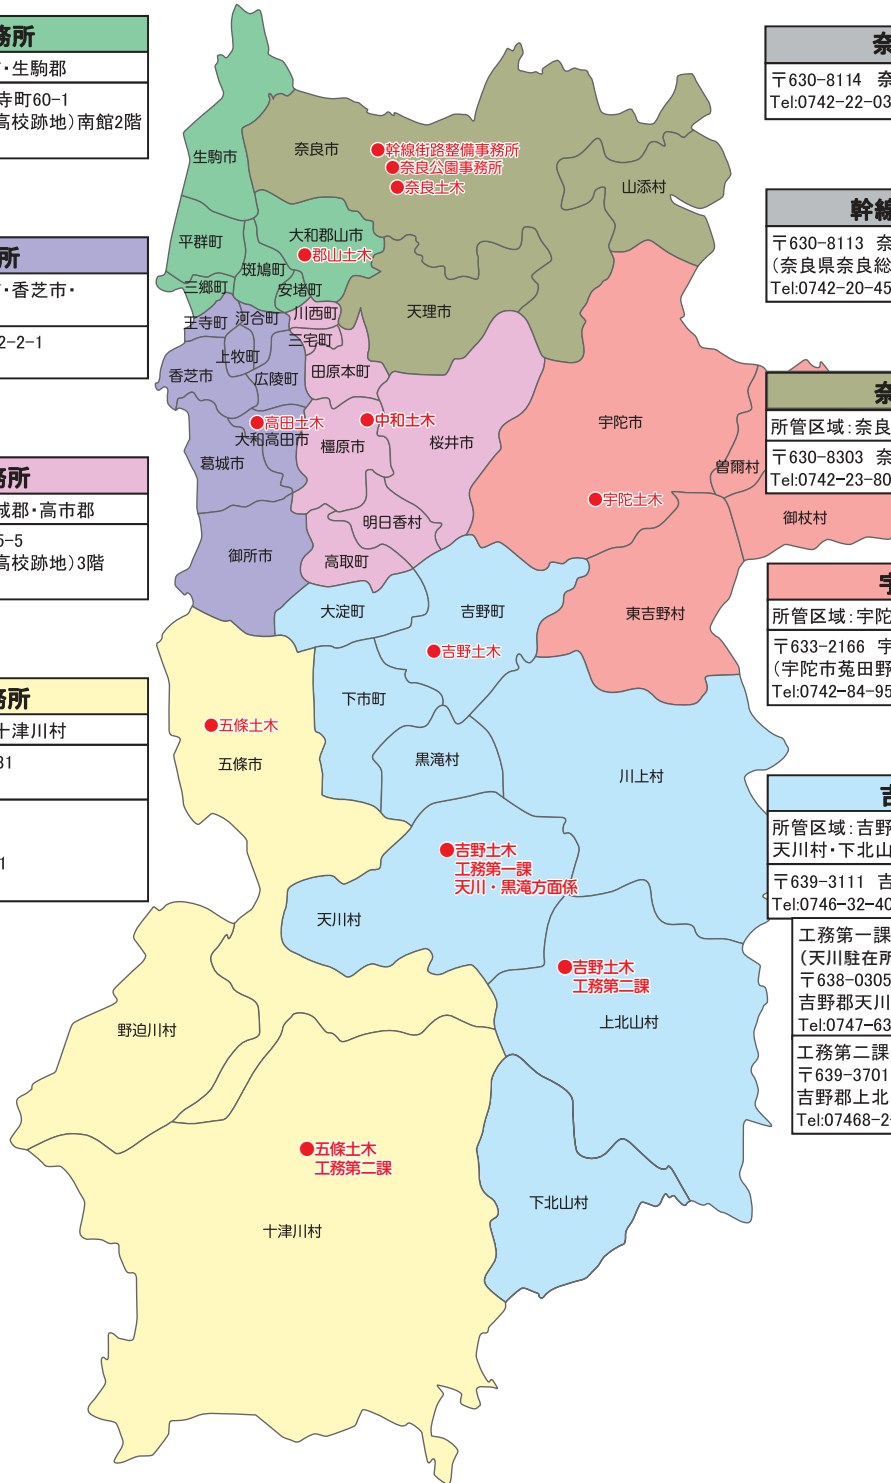 務所
・生駒郡
寺町60-1
高校跡地)南館2階
所
・香芝市・
2-2-1
務所
城郡・高市郡
5-5
高校跡地)3階
務所
十津川村
31
1
生駒市
奈良市
幹線街路整備事務所
奈良公園事務所
奈良土木
山添村
平群町
大和郡山市
郡山土木
斑鳩町
三郷町
安堵町
天理市
王寺町
河合町
川西町
三宅町
上牧町
香芝市
広陵町
田原本町
高田土木
大和高田市
中和土木
橿原市
桜井市
葛城市
宇陀市
宇陀土木
曽爾村
御杖村
明日香村
高取町
御所市
東吉野村
大淀町
吉野町
吉野土木
下市町
五條土木
五條市
黒滝村
川上村
吉野土木
工務第一課
天川・黒滝方面係
天川村
吉野土木
工務第二課
上北山村
野迫川村
五條土木
工務第二課
十津川村
下北山村
奈
〒630-8114 奈
Tel:0742-22-03
幹線
〒630-8113 奈
(奈良県奈良総
Tel:0742-20-45
奈
所管区域:奈良
〒630-8303 奈
Tel:0742-23-80
宇
所管区域:宇陀
〒633-2166 宇
(宇陀市菟田野
Tel:0742-84-95
吉
所管区域:吉野
天川村・下北山
〒639-3111 吉
Tel:0746-32-40
工務第一課
(天川駐在所
〒638-0305
吉野郡天川
Tel:0747-63
工務第二課
〒639-3701
吉野郡上北
Tel:07468-2-